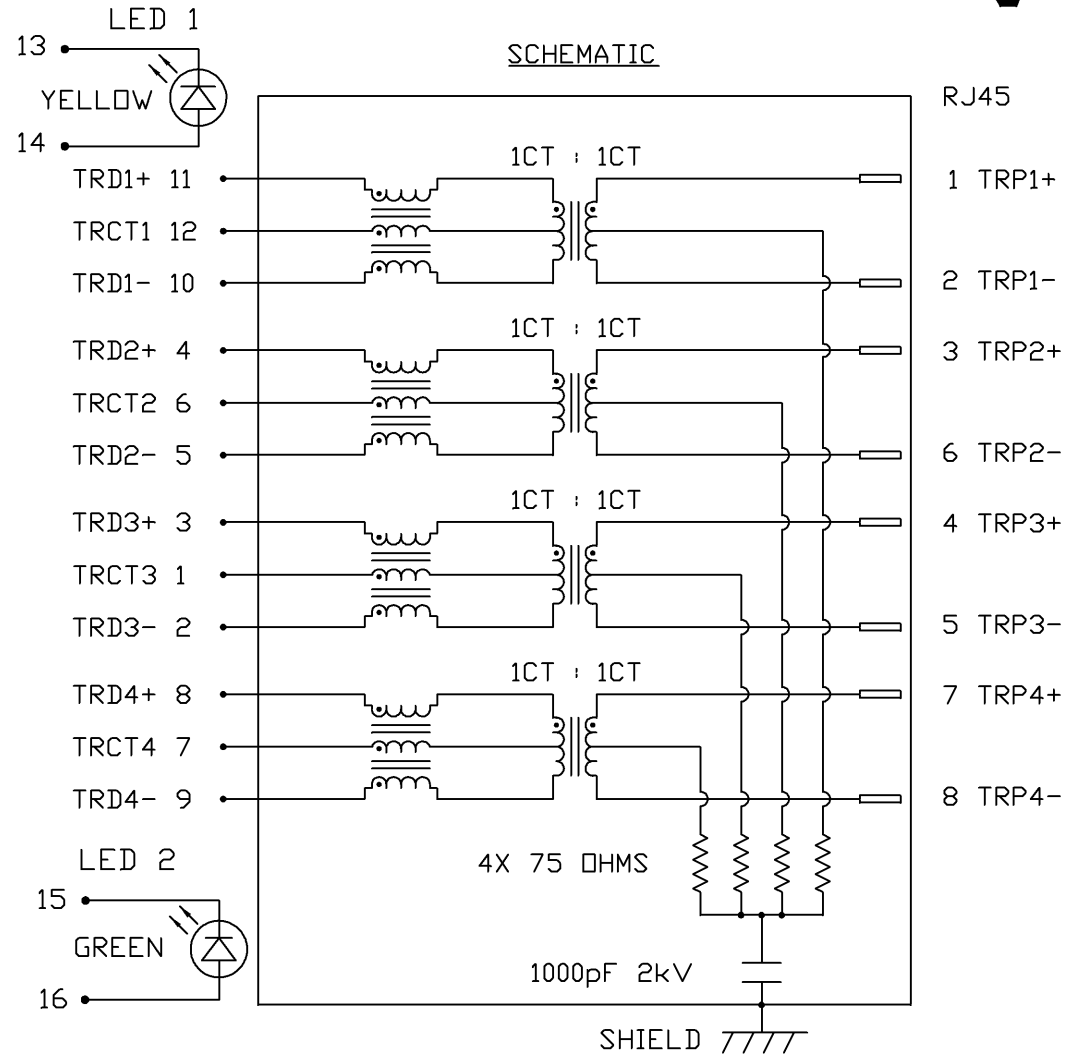 LED 1
13
SCHEMATIC
YELLOW
RJ45
14
1CT : 1CT
TRD1+ 11
1 TRP1+
TRCT1 12
TRD1- 10
2 TRP1-
1CT : 1CT
TRD2+ 4
3 TRP2+
TRCT2 6
TRD2- 5
6 TRP2-
1CT : 1CT
TRD3+ 3
4 TRP3+
TRCT3 1
TRD3- 2
5 TRP3-
1CT : 1CT
TRD4+ 8
7 TRP4+
TRCT4 7
TRD4- 9
8 TRP4-
LED 2
4X 75 OHMS
15
GREEN
1000pF 2kV
16
SHIELD